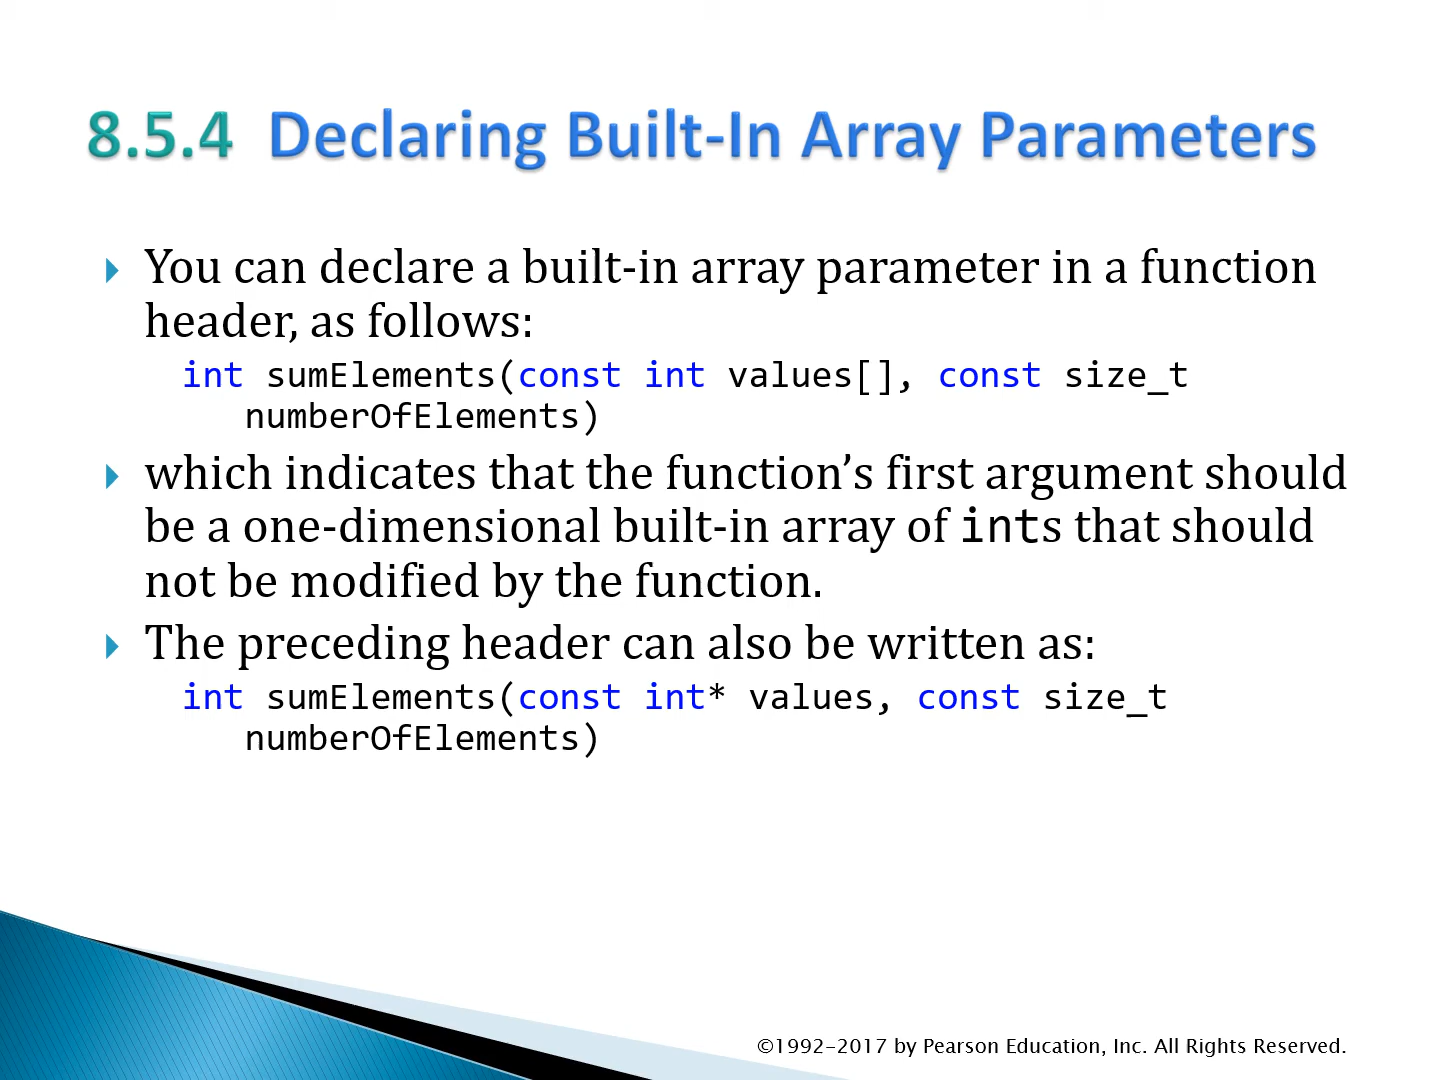 8.5.4 Declaring Built-In Array Parameters
You can declare a built-in array parameter in a function
header, as follows:
int sumElements(const int values[], const size_t
numberOfElements)
which indicates that the function’s first argument should
be a one-dimensional built-in array of ints that should
not be modified by the function.
The preceding header can also be written as:
int sumElements(const int* values, const size_t
numberOfElements)
©1992-2017 by Pearson Education, Inc. All Rights Reserved.